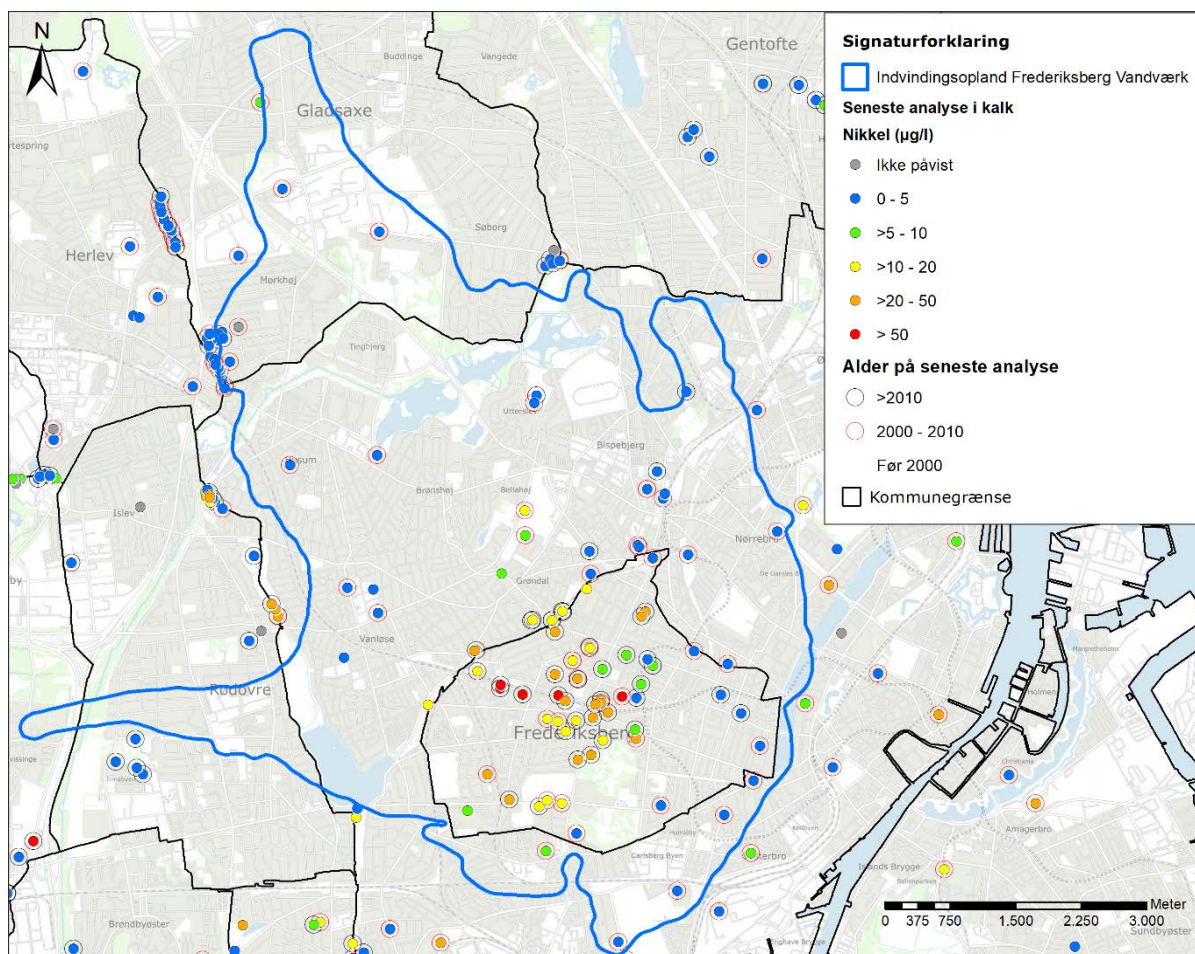 N
Gentofte
Buddinge
Vangede
Gladsaxe
Herlev
Søborg
Mørkhøj
Tingbjerg
Utterslev
Bispebjerg
Brønshøj
Bellahøj
Islev
Nørrebro
Grøndal
Vanløse
Rødovre
Frederiksberg
Humleby
Carlsberg Byen
Brøndbyøster
Holmen
Christiania
Amagerbro
Islands Brygge
Enghave Brygge
Sundbyøster
Signaturforklaring
Indvindingsopland Frederiksberg Vandværk
Seneste analyse i kalk
Nikkel (µg/l)
Ikke påvist
0 - 5
>5 - 10
>10 - 20
>20 - 50
> 50
Alder på seneste analyse
>2010
2000 - 2010
Før 2000
Kommunegrænse
Meter
0 375 750 1.500 2.250 3.000